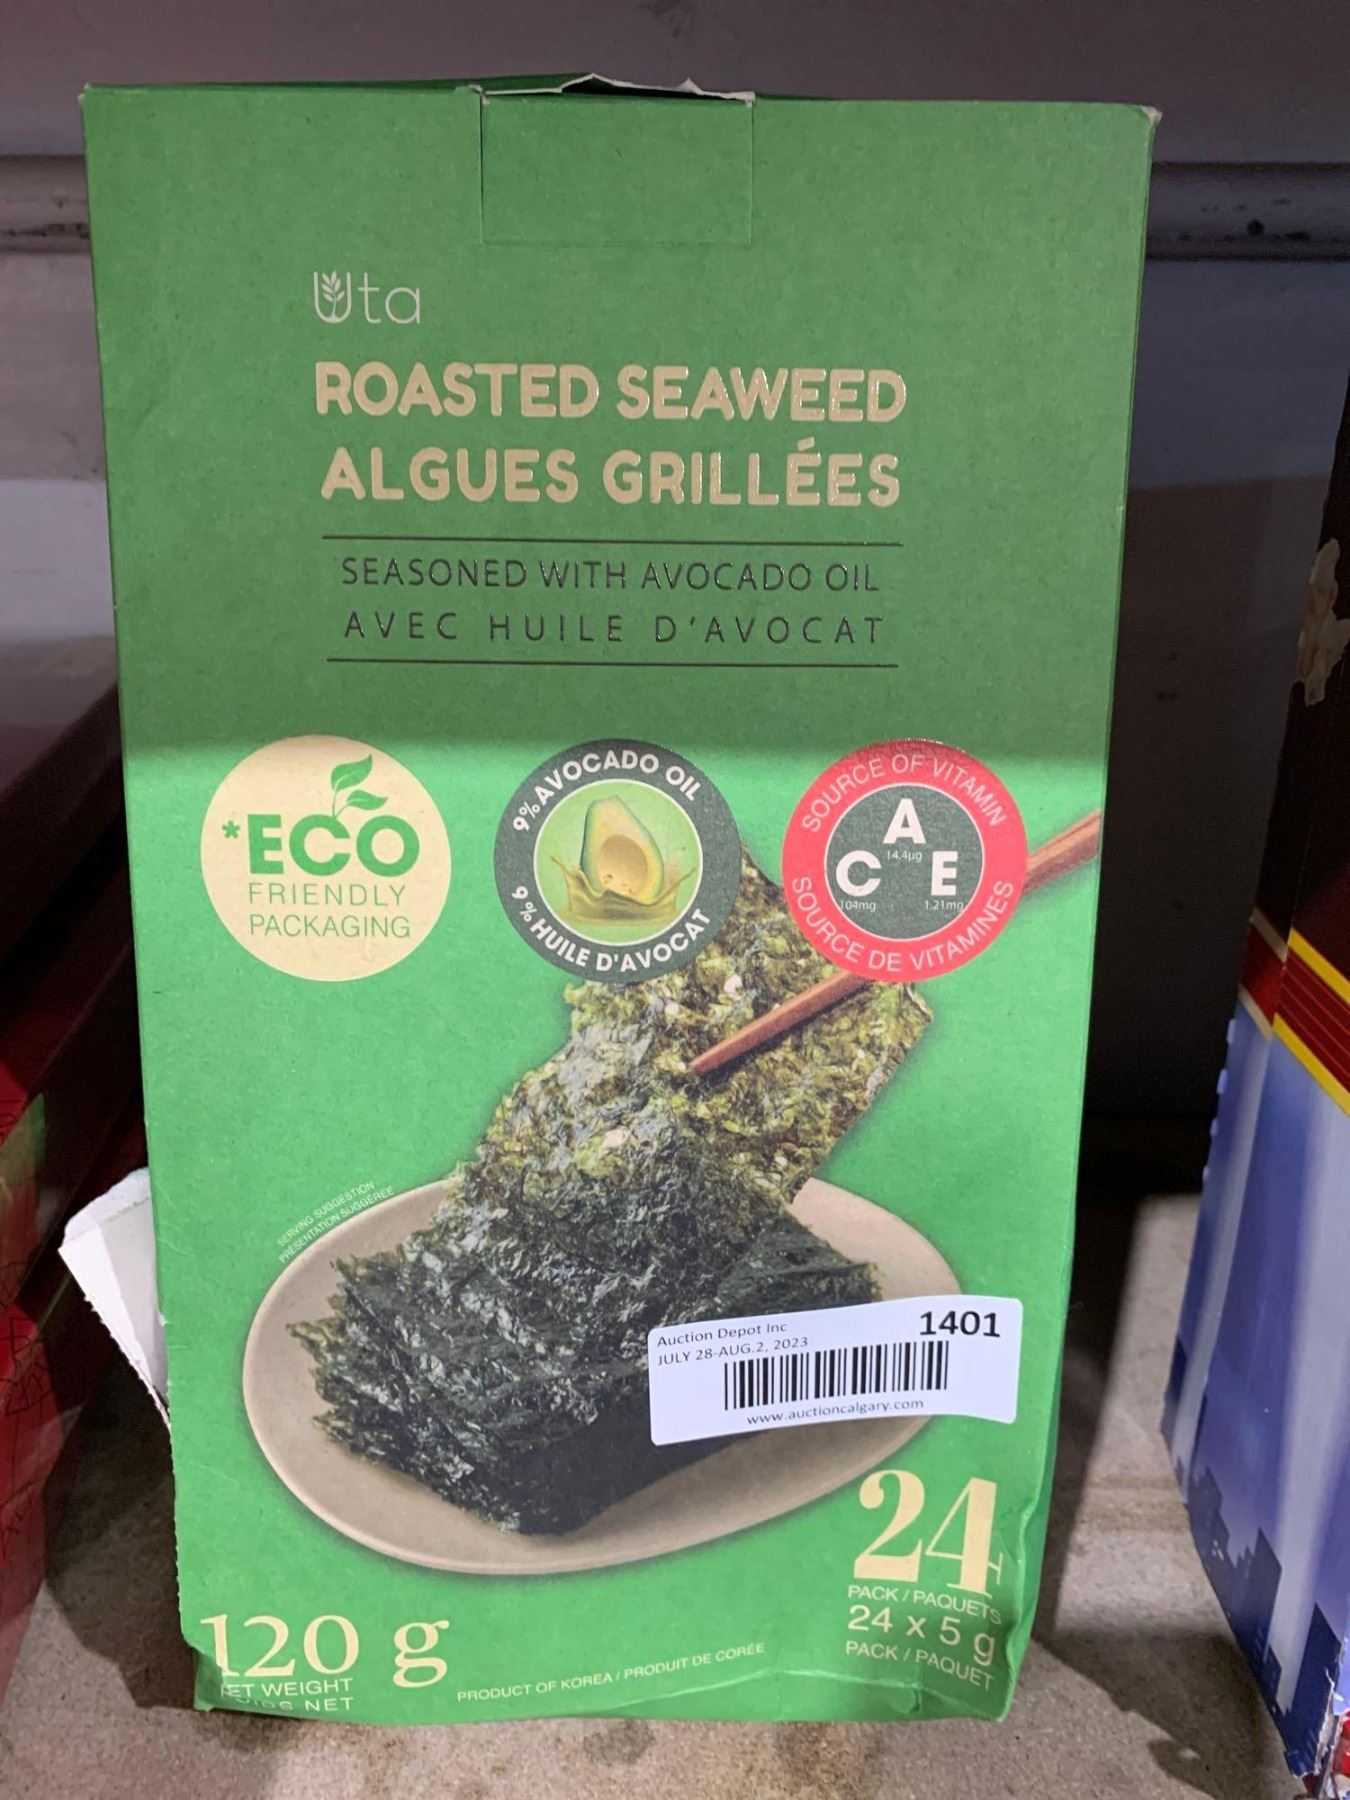 Uta
ROASTED SEAWEED
ALGUES GRILLÉES
SEASONED WITH AVOCADO OIL
AVEC HUILE D'AVOCAT
*ECO
FRIENDLY
PACKAGING
9% AVOCADO OIL
9% HUILE D'AVOCAT
SOURCE OF VITAMIN
A
14.4µg
C E
104mg 1.21mg
SOURCE DE VITAMINES
SERVING SUGGESTION
PRÉSENTATION SUGGÉRÉE
Auction Depot Inc 1401
JULY 28-AUG.2, 2023
www.auctioncalgary.com
24
PACK / PAQUETS
24 x 5 g
PACK / PAQUET
120 g
ET WEIGHT
NET
PRODUCT OF KOREA / PRODUIT DE CORÉE